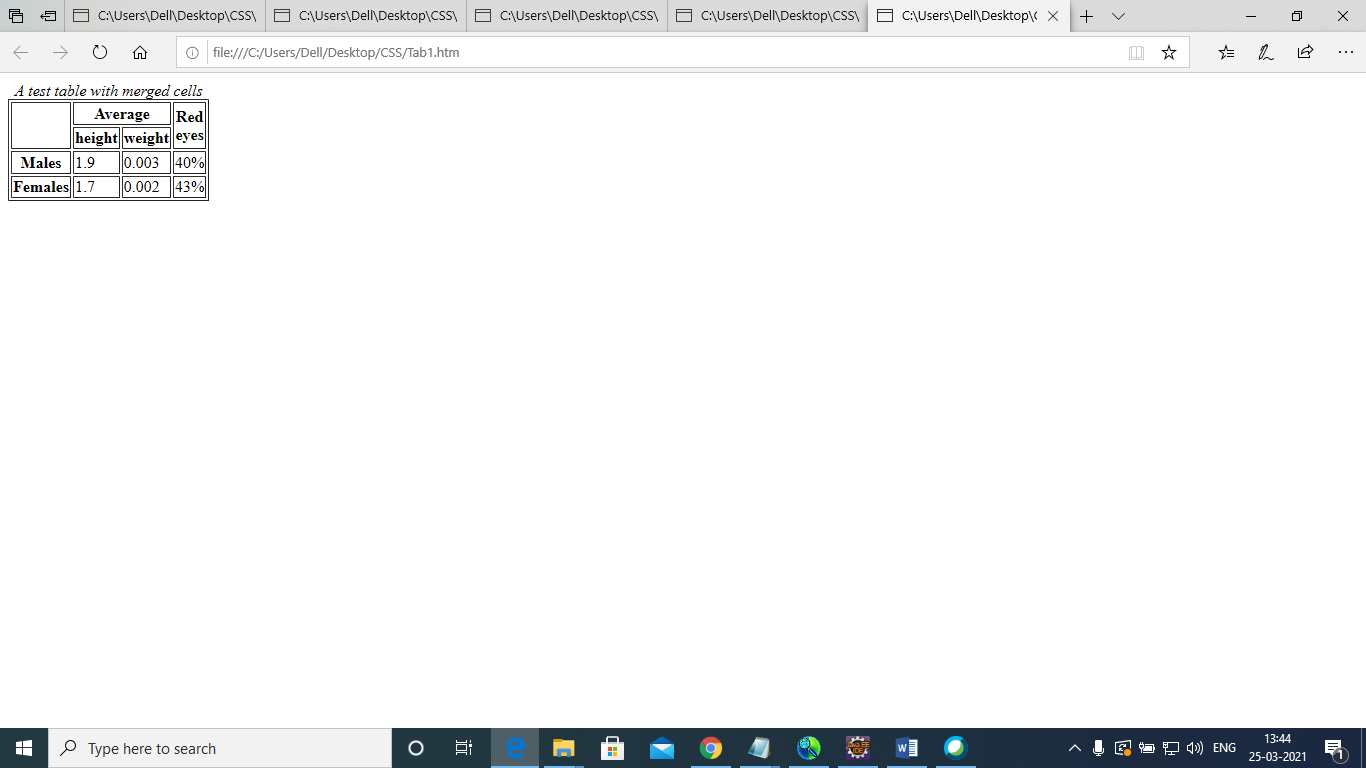 C:\Users\Dell\Desktop\CSS\ C:\Users\Dell\Desktop\CSS\ C:\Users\Dell\Desktop\CSS\ C:\Users\Dell\Desktop\CSS\ C:\Users\Dell\Desktop\(
file:///C:/Users/Dell/Desktop/CSS/Tab1.htm
A test table with merged cells
Average Red eyes
height weight
Males 1.9 0.003 40%
Females 1.7 0.002 43%
Type here to search
ENG
13:44
25-03-2021
1